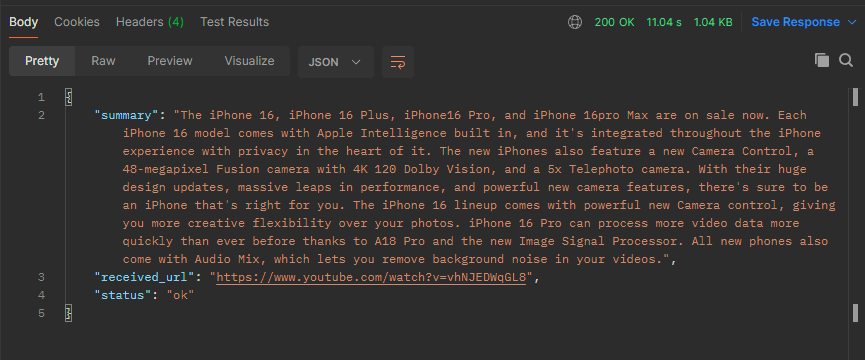 Body Cookies Headers (4) Test Results 200 OK 11.04 s 1.04 KB Save Response
Pretty Raw Preview Visualize JSON
1 {
2 "summary": "The iPhone 16, iPhone 16 Plus, iPhone16 Pro, and iPhone 16pro Max are on sale now. Each
iPhone 16 model comes with Apple Intelligence built in, and it's integrated throughout the iPhone
experience with privacy in the heart of it. The new iPhones also feature a new Camera Control, a
48-megapixel Fusion camera with 4K 120 Dolby Vision, and a 5x Telephoto camera. With their huge
design updates, massive leaps in performance, and powerful new camera features, there's sure to be
an iPhone that's right for you. The iPhone 16 lineup comes with powerful new Camera control, giving
you more creative flexibility over your photos. iPhone 16 Pro can process more video data more
quickly than ever before thanks to A18 Pro and the new Image Signal Processor. All new phones also
come with Audio Mix, which lets you remove background noise in your videos.",
3 "received_url": "https://www.youtube.com/watch?v=vhNJEDWqGL8",
4 "status": "ok"
5 }